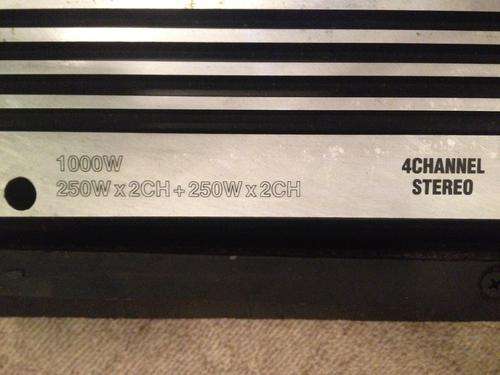 1000W
250W x 2CH + 250W x 2CH
4CHANNEL
STEREO